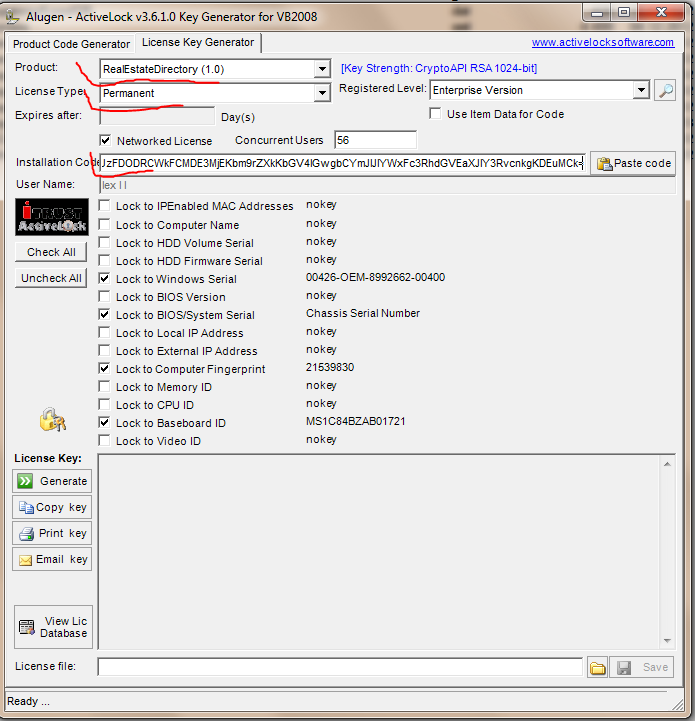 Alugen - ActiveLock v3.6.1.0 Key Generator for VB2008
Product Code Generator License Key Generator www.activelocksoftware.com
Product: RealEstateDirectory (1.0) [Key Strength: CryptoAPI RSA 1024-bit]
License Type: Permanent Registered Level: Enterprise Version
Expires after: Day(s) Use Item Data for Code
Networked License Concurrent Users 56
Installation Code Paste code
User Name: lex l l
iTRUST
ActiveLock
Check All
Uncheck All
Lock to IPEnabled MAC Addresses nokey
Lock to Computer Name nokey
Lock to HDD Volume Serial nokey
Lock to HDD Firmware Serial nokey
Lock to Windows Serial 00426-OEM-8992662-00400
Lock to BIOS Version nokey
Lock to BIOS/System Serial Chassis Serial Number
Lock to Local IP Address nokey
Lock to External IP Address nokey
Lock to Computer Fingerprint 21539830
Lock to Memory ID nokey
Lock to CPU ID nokey
Lock to Baseboard ID MS1C84BZAB01721
Lock to Video ID nokey
License Key:
Generate
Copy key
Print key
Email key
View Lic
Database
License file: Save
Ready ...